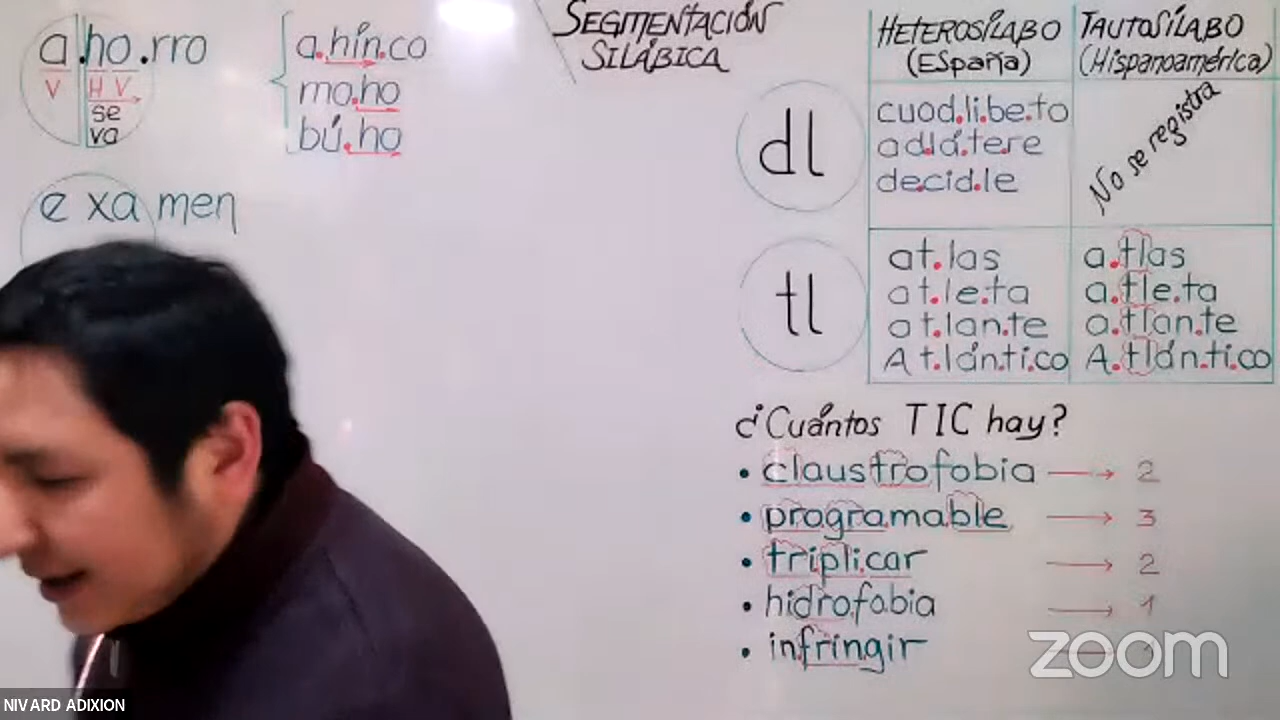 a.ho.rro
V H V
se
va
a.hin.co
mo.ho
bú.ho
e xa men
SEGMENTACIÓN
SILÁBICA
HETEROSÍLABO
(España)
TAUTOSÍLABO
(Hispanoamérica)
dl
cuod.li.be.to
ad.lá.te.re
de.cid.le
No se registra
tl
at.las
at.le.ta
at.lan.te
At.lán.ti.co
a.tlas
a.tle.ta
a.tlan.te
A.tlán.ti.co
¿Cuántos TIC hay?
• claustrofobia → 2
• programable → 3
• triplicar → 2
• hidrofobia → 1
• infringir
zoom
NIVARD ADIXION